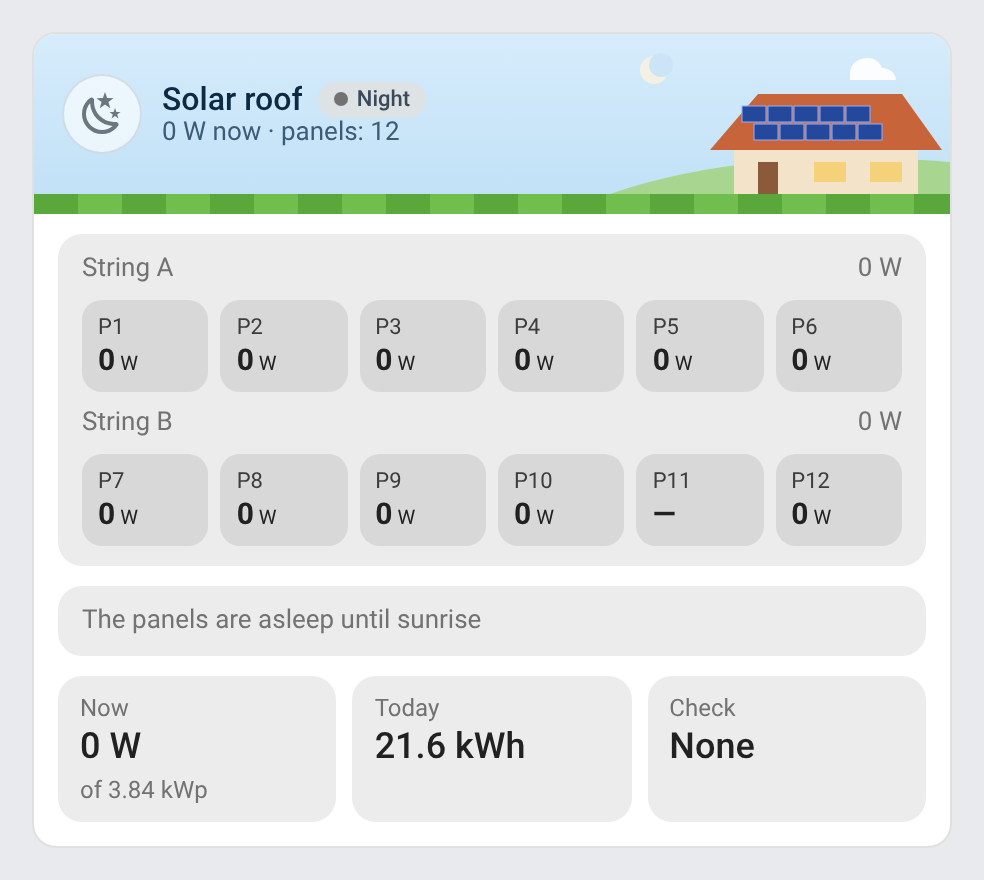 Solar roof
Night
0 W now · panels: 12
String A
0 W
P1
P2
P3
P4
P5
P6
0 W
0 W
0 W
0 W
0 W
0 W
String B
0 W
P7
P8
P9
P10
P11
P12
0 W
0 W
0 W
0 W
–
0 W
The panels are asleep until sunrise
Now
0 W
of 3.84 kWp
Today
21.6 kWh
Check
None